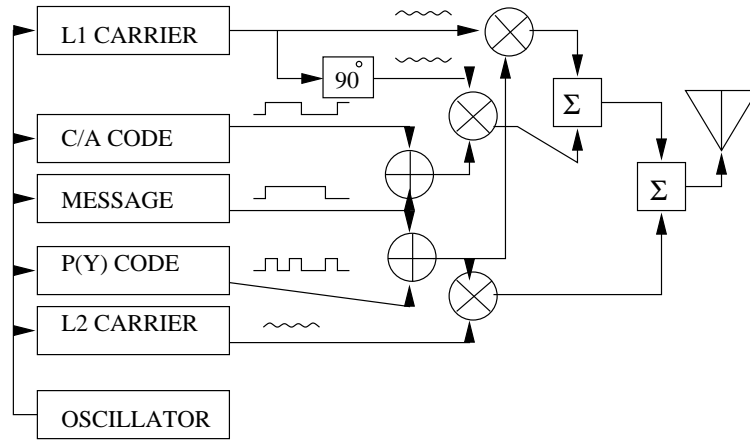 L1 CARRIER
90°
C/A CODE
Σ
MESSAGE
Σ
P(Y) CODE
L2 CARRIER
OSCILLATOR